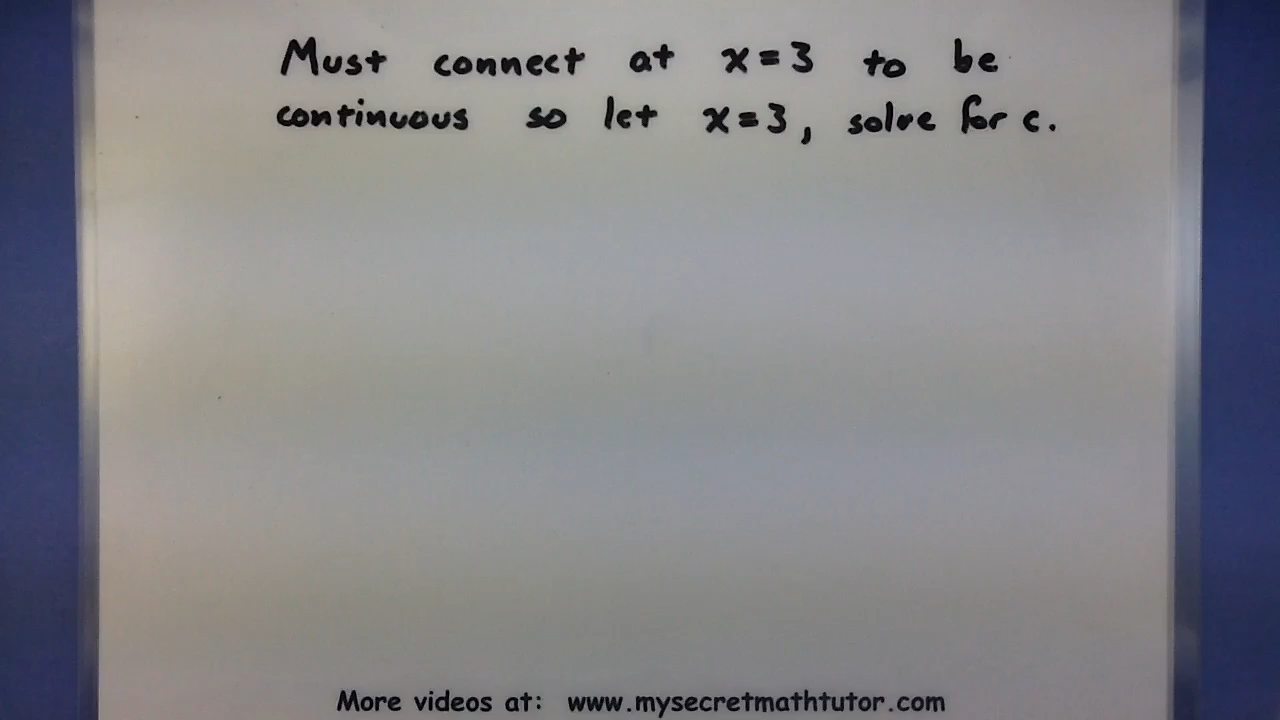 Must connect at x=3 to be
continuous so let x=3, solve for c.
More videos at: www.mysecretmathtutor.com